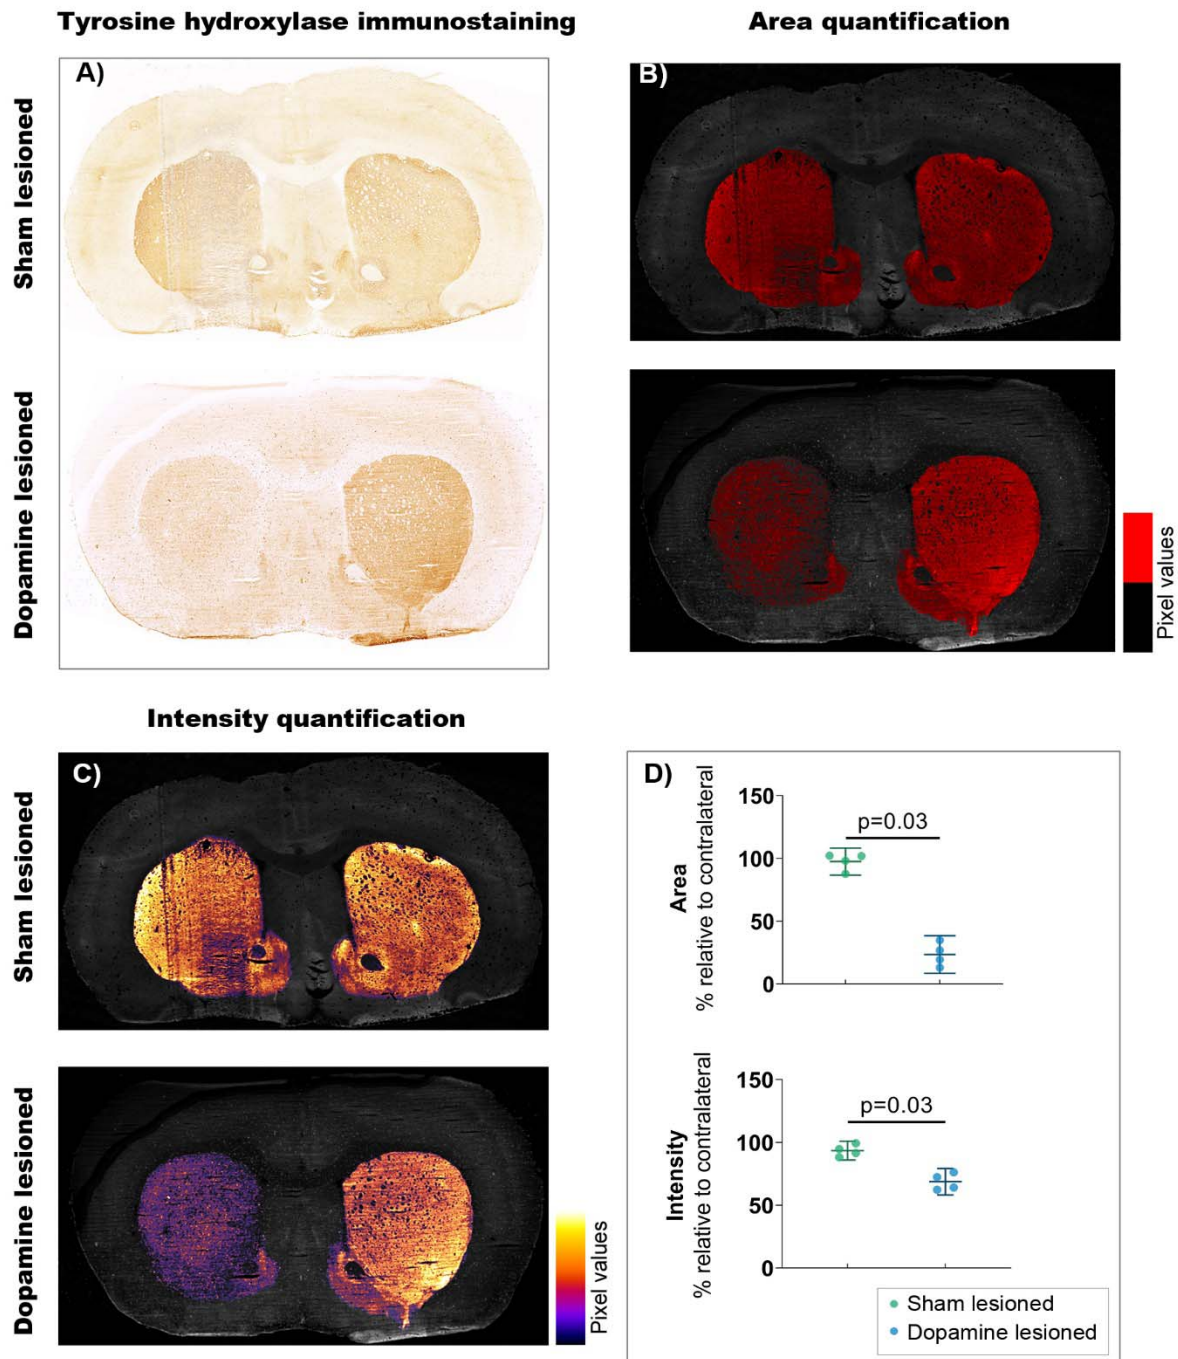 Tyrosine hydroxylase immunostaining
Area quantification
A)
B)
Sham lesioned
Dopamine lesioned
Pixel values
Intensity quantification
C)
D)
Sham lesioned
Dopamine lesioned
Pixel values
Area
% relative to contralateral
150
100
50
0
p=0.03
Intensity
% relative to contralateral
150
100
50
0
p=0.03
Sham lesioned
Dopamine lesioned